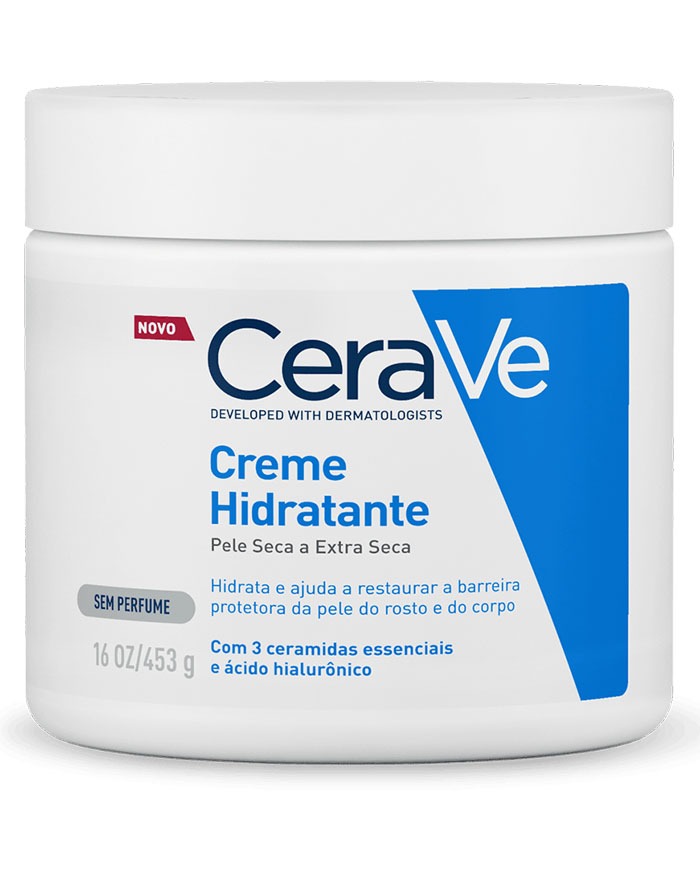 NOVO
CeraVe
DEVELOPED WITH DERMATOLOGISTS
Creme
Hidratante
Pele Seca a Extra Seca
SEM PERFUME
Hidrata e ajuda a restaurar a barreira
protetora da pele do rosto e do corpo
16 OZ/453 g
Com 3 ceramidas essenciais
e ácido hialurônico